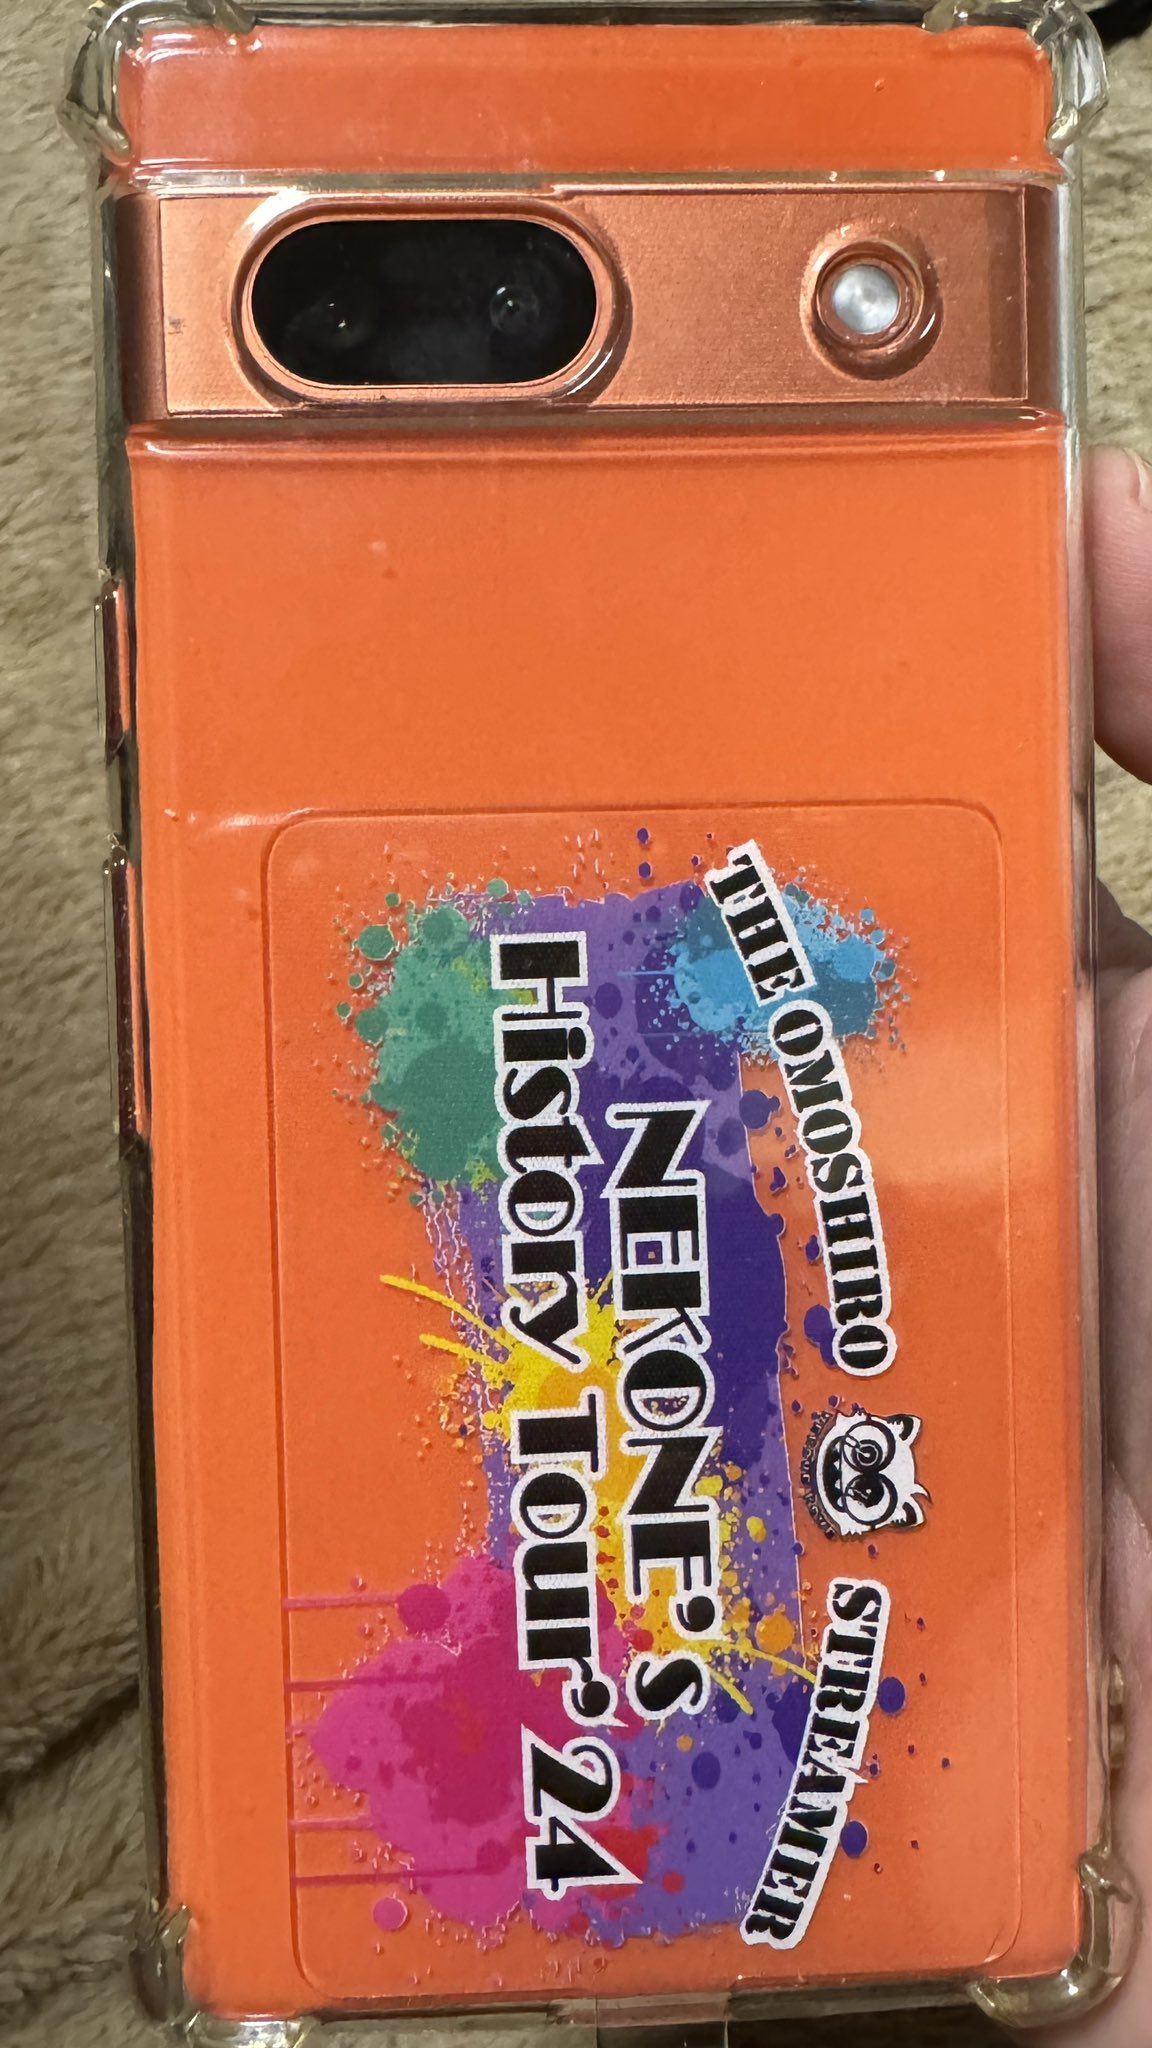 THE OMOSHIRO STREAMER
NEKONE'S
History Tour'24